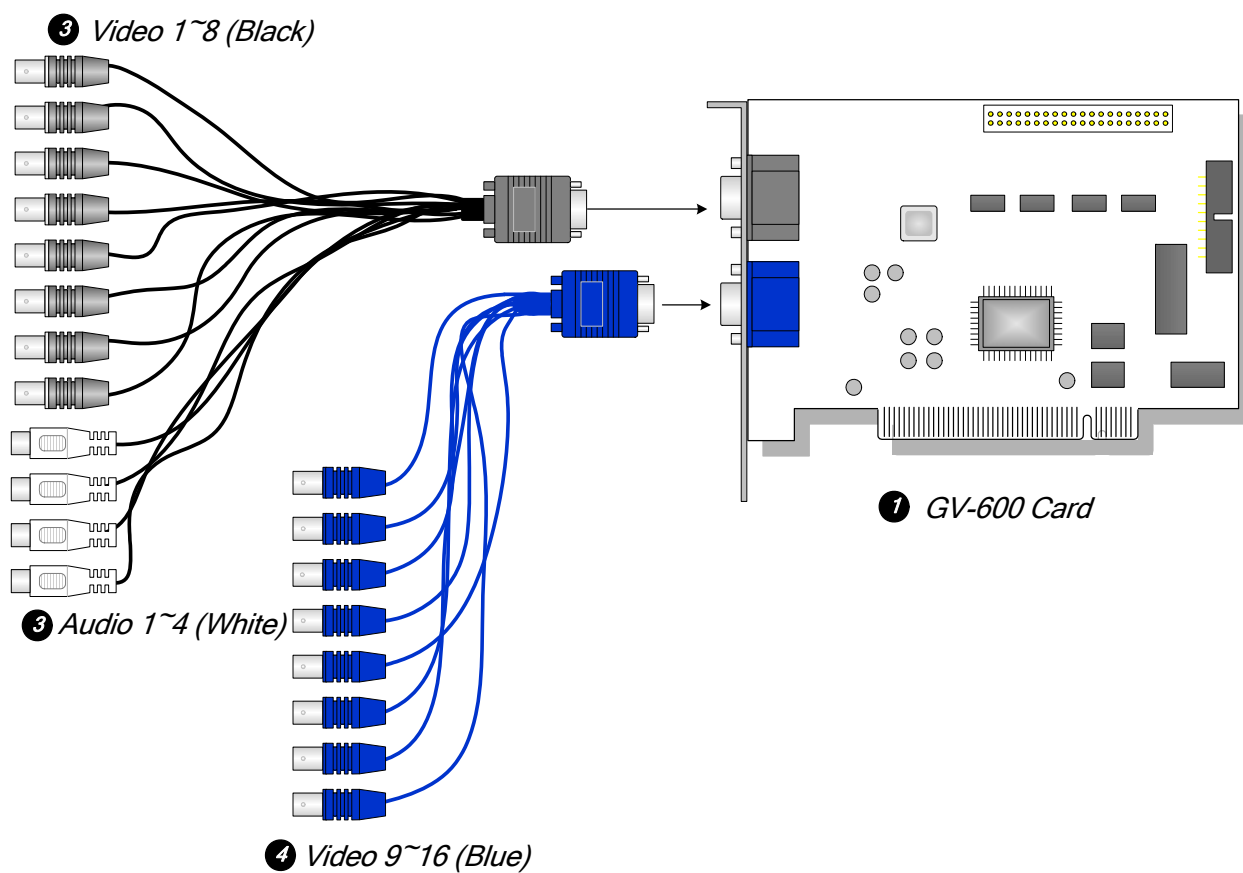 3 Video 1~8 (Black)
1 GV-600 Card
3 Audio 1~4 (White)
4 Video 9~16 (Blue)